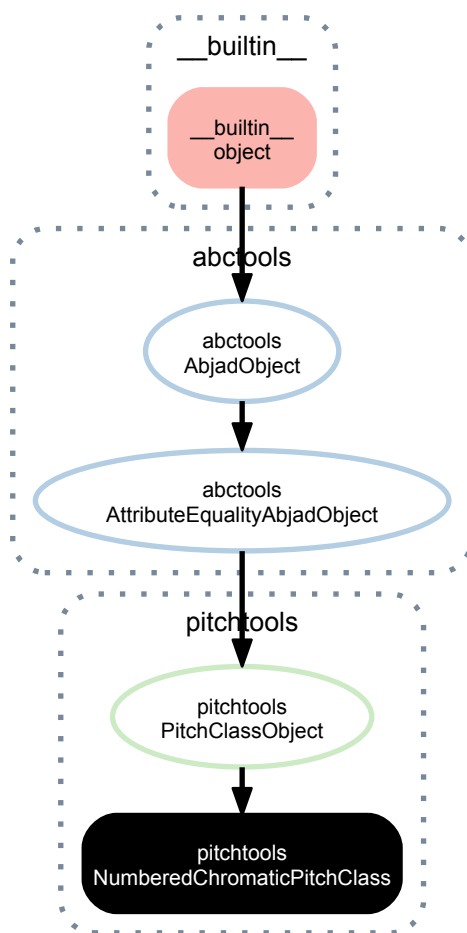 __builtin__
__builtin__
object
abctools
abctools
AbjadObject
abctools
AttributeEqualityAbjadObject
pitchtools
pitchtools
PitchClassObject
pitchtools
NumberedChromaticPitchClass